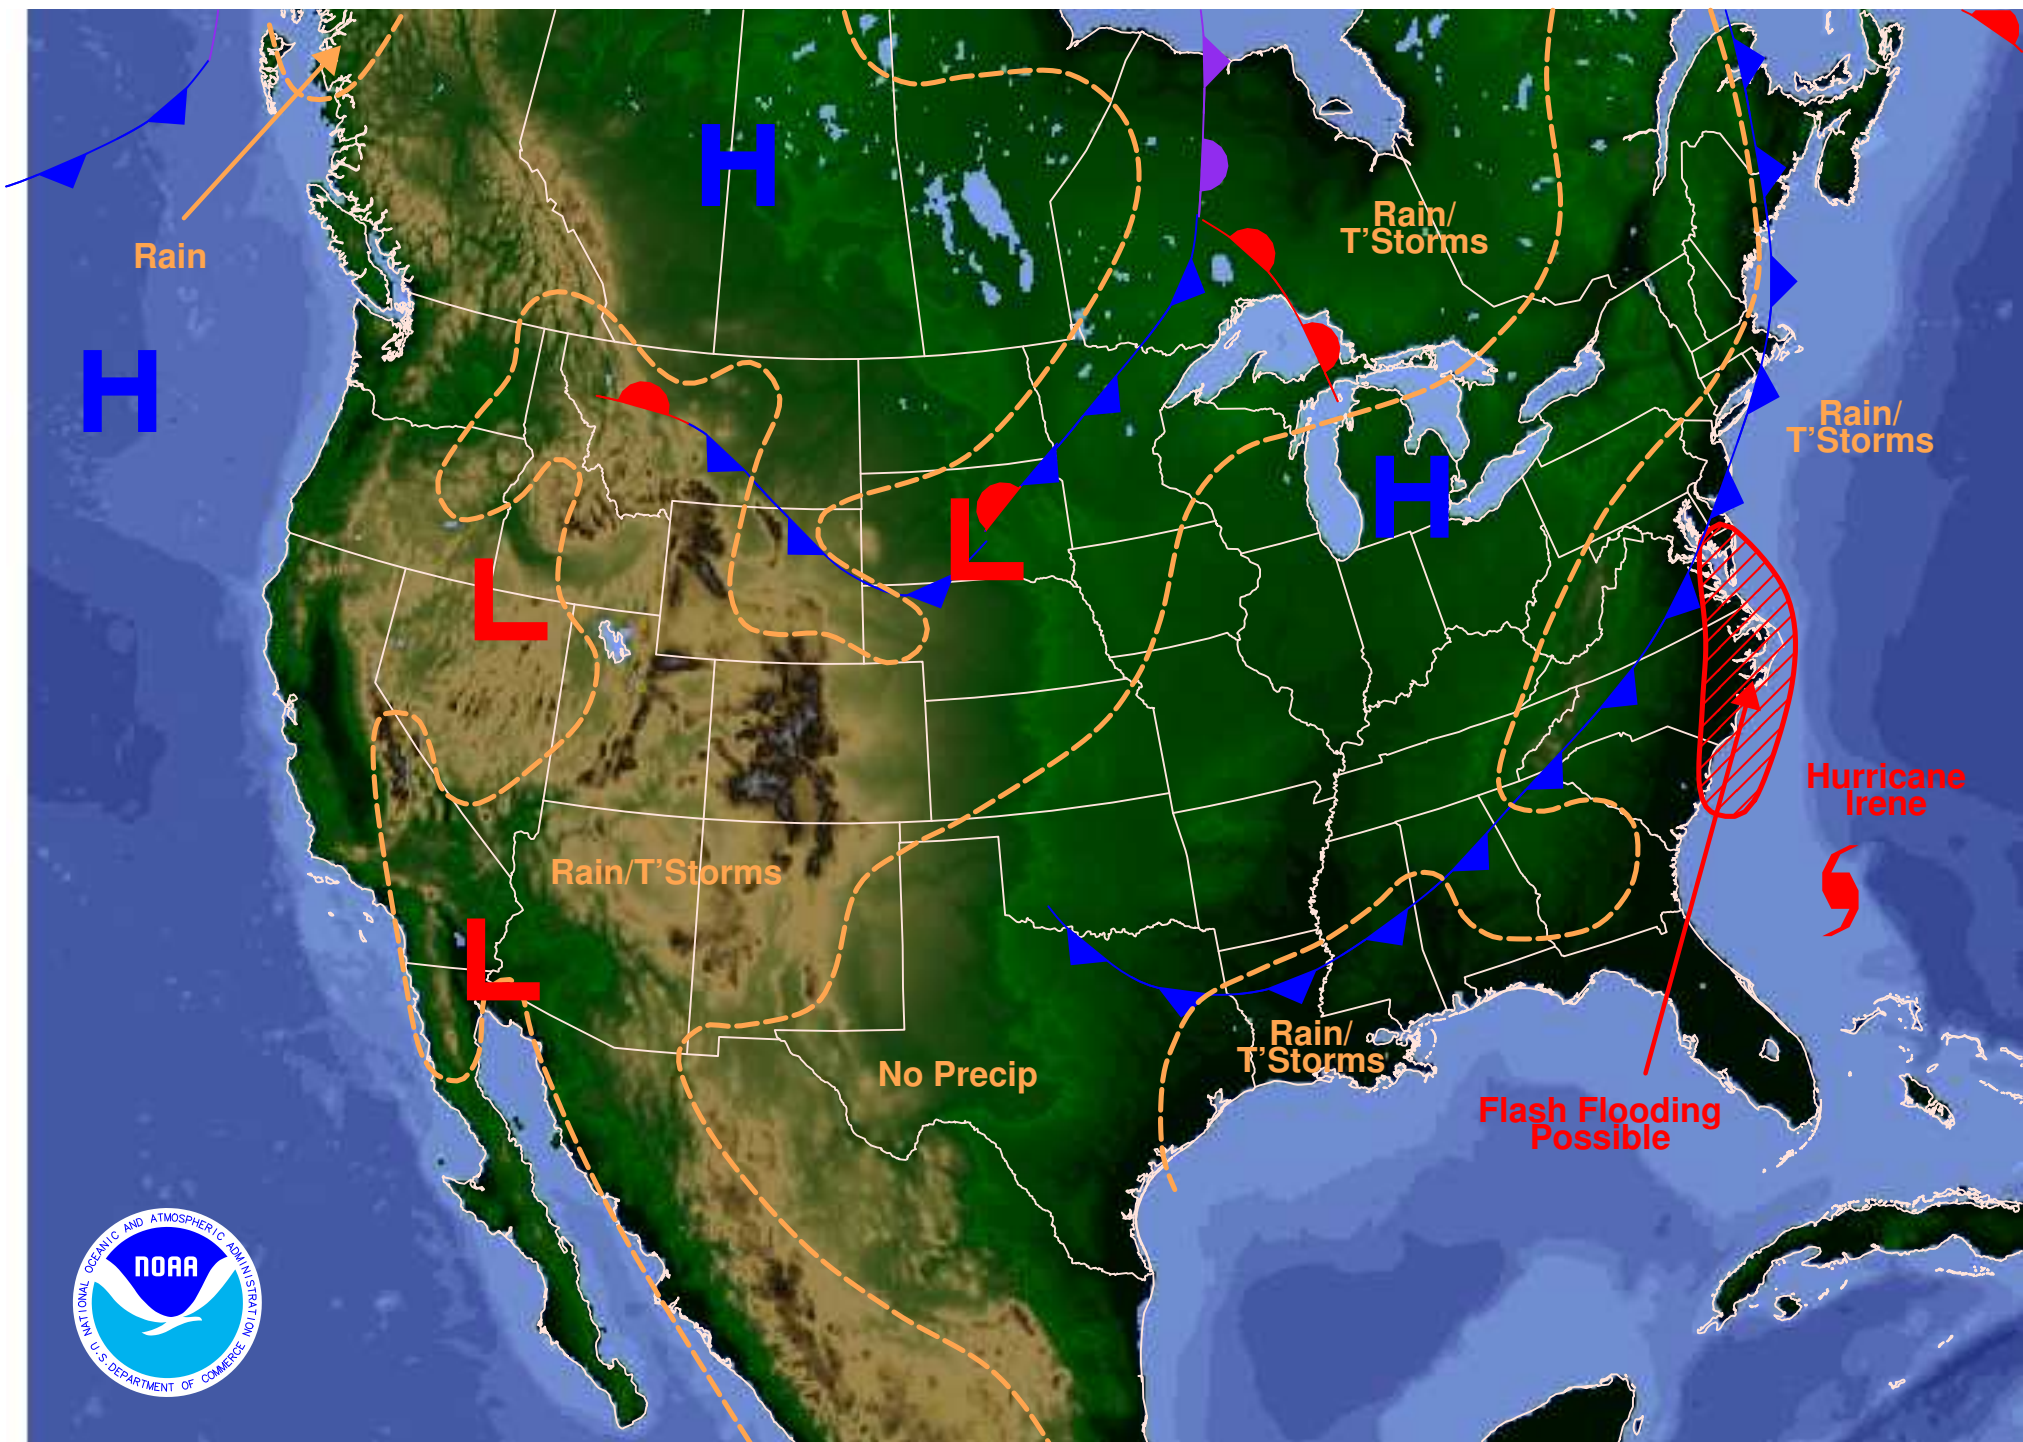 H
Rain
H
Rain/
T'Storms
Rain/
T'Storms
H
L
L
Hurricane
Irene
Rain/T'Storms
L
Rain/
T'Storms
No Precip
Flash Flooding
Possible
NATIONAL OCEANIC AND ATMOSPHERIC ADMINISTRATION
NOAA
U.S. DEPARTMENT OF COMMERCE